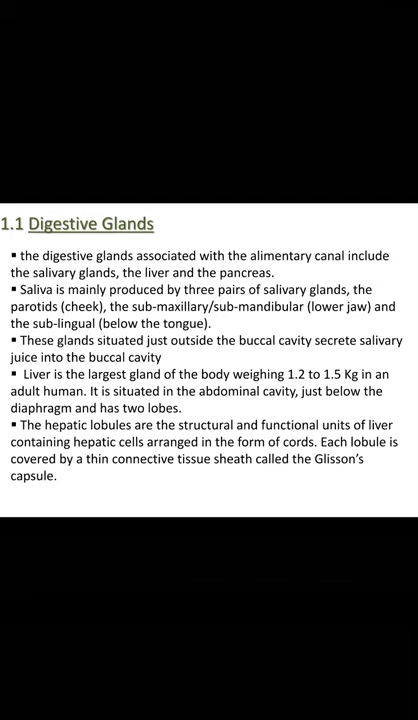 1.1 Digestive Glands
▪ the digestive glands associated with the alimentary canal include
the salivary glands, the liver and the pancreas.
▪ Saliva is mainly produced by three pairs of salivary glands, the
parotids (cheek), the sub-maxillary/sub-mandibular (lower jaw) and
the sub-lingual (below the tongue).
▪ These glands situated just outside the buccal cavity secrete salivary
juice into the buccal cavity
▪ Liver is the largest gland of the body weighing 1.2 to 1.5 Kg in an
adult human. It is situated in the abdominal cavity, just below the
diaphragm and has two lobes.
▪ The hepatic lobules are the structural and functional units of liver
containing hepatic cells arranged in the form of cords. Each lobule is
covered by a thin connective tissue sheath called the Glisson's
capsule.